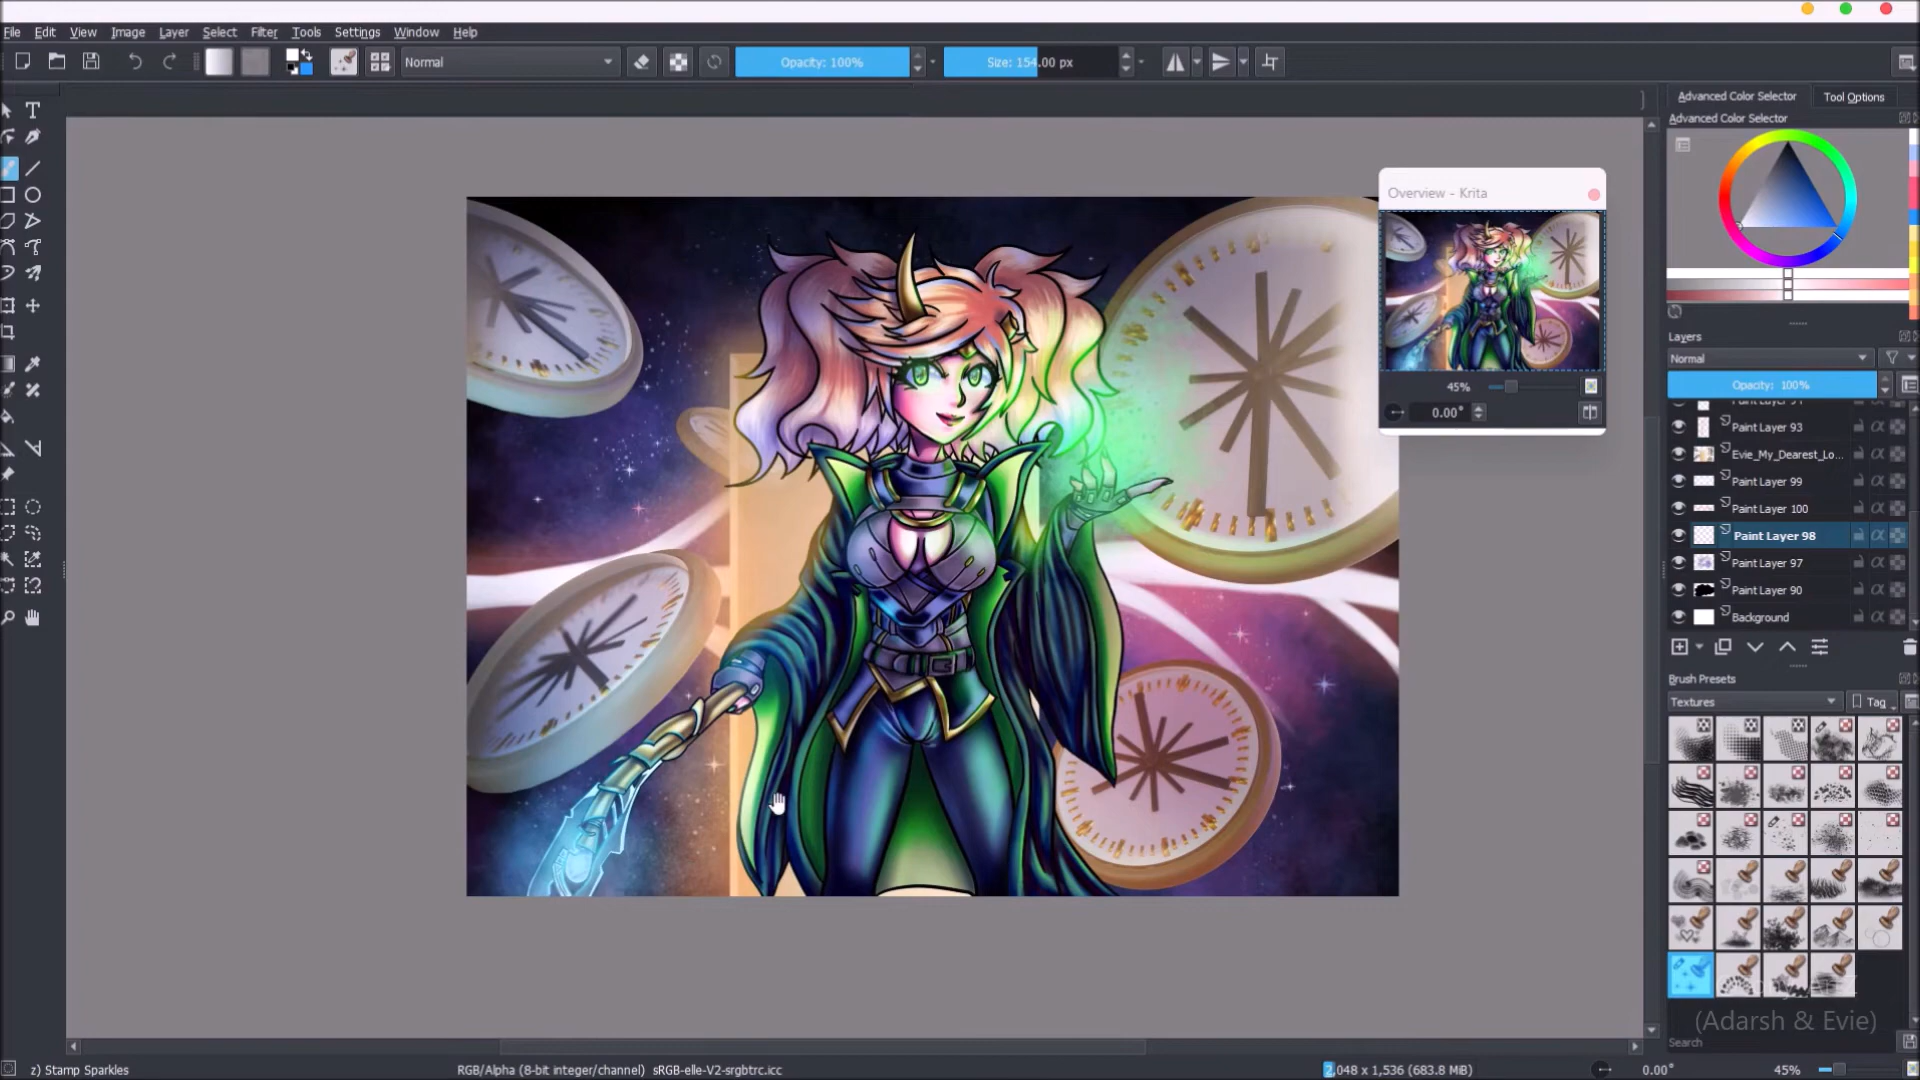 File Edit View Image Layer Select Filter Tools Settings Window Help
Normal
Opacity: 100%
Size: 154.00 px
Advanced Color Selector
Tool Options
Advanced Color Selector
Overview - Krita
45%
0.00°
Layers
Normal
Opacity: 100%
Paint Layer 93
Evie_My_Dearest_Lo...
Paint Layer 99
Paint Layer 100
Paint Layer 98
Paint Layer 97
Paint Layer 90
Background
Brush Presets
Textures
Tag
(Adarsh & Evie)
Search
z) Stamp Sparkles
RGB/Alpha (8-bit integer/channel) sRGB-elle-V2-srgbtrc.icc
2,048 x 1,536 (683.8 MiB)
0.00°
45%